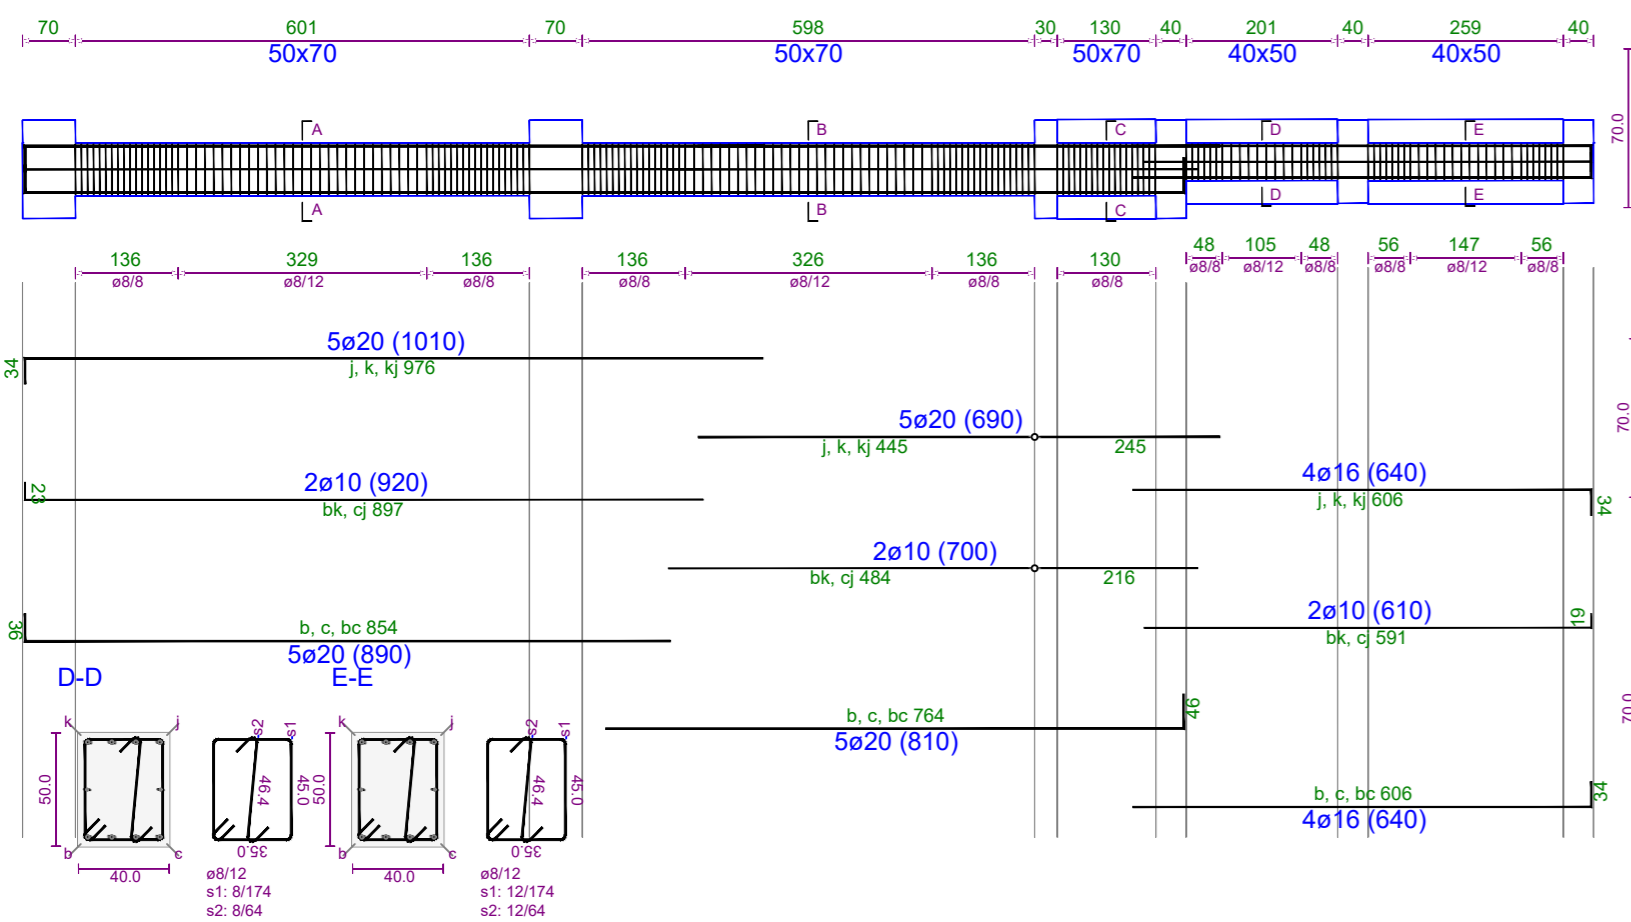 70 601 70 598 30 130 40 201 40 259 40
50x70 50x70 50x70 40x50 40x50
70.0
A B C D E
A B C D E
136 329 136 136 326 136 130 48 105 48 56 147 56
ø8/8 ø8/12 ø8/8 ø8/8 ø8/12 ø8/8 ø8/8 ø8/8 ø8/12 ø8/8 ø8/8 ø8/12 ø8/8
5ø20 (1010)
34
j, k, kj 976
5ø20 (690)
70.0
j, k, kj 445 245
4ø16 (640)
j, k, kj 606
34
2ø10 (920)
23
bk, cj 897
2ø10 (700)
bk, cj 484 216
2ø10 (610)
19
bk, cj 591
b, c, bc 854
36
5ø20 (890)
D-D E-E
46
70.0
b, c, bc 764
5ø20 (810)
k j s2 s1 k j s2 s1
50.0 46.4 45.0 50.0 46.4 45.0
b, c, bc 606
34
4ø16 (640)
b c 35.0 b c 35.0
40.0 40.0
ø8/12 ø8/12
s1: 8/174 s1: 12/174
s2: 8/64 s2: 12/64